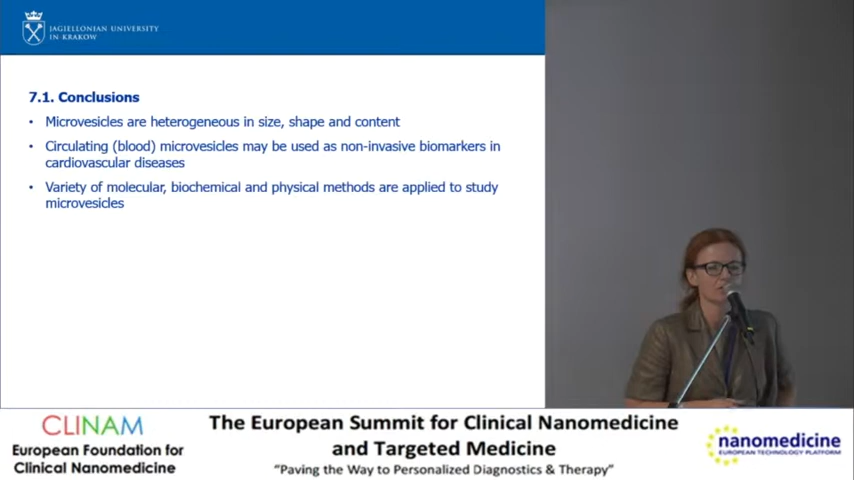 JAGIELLONIAN UNIVERSITY
IN KRAKOW
7.1. Conclusions
• Microvesicles are heterogeneous in size, shape and content
• Circulating (blood) microvesicles may be used as non-invasive biomarkers in
cardiovascular diseases
• Variety of molecular, biochemical and physical methods are applied to study
microvesicles
CLINAM
European Foundation for
Clinical Nanomedicine
The European Summit for Clinical Nanomedicine
and Targeted Medicine
“Paving the Way to Personalized Diagnostics & Therapy”
nanomedicine
EUROPEAN TECHNOLOGY PLATFORM